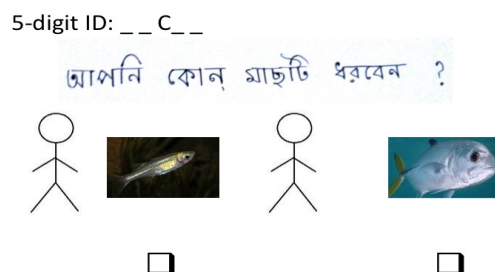 5-digit ID: _ _ C_ _
আপনি কোন্ মাছটি ধরবেন ?